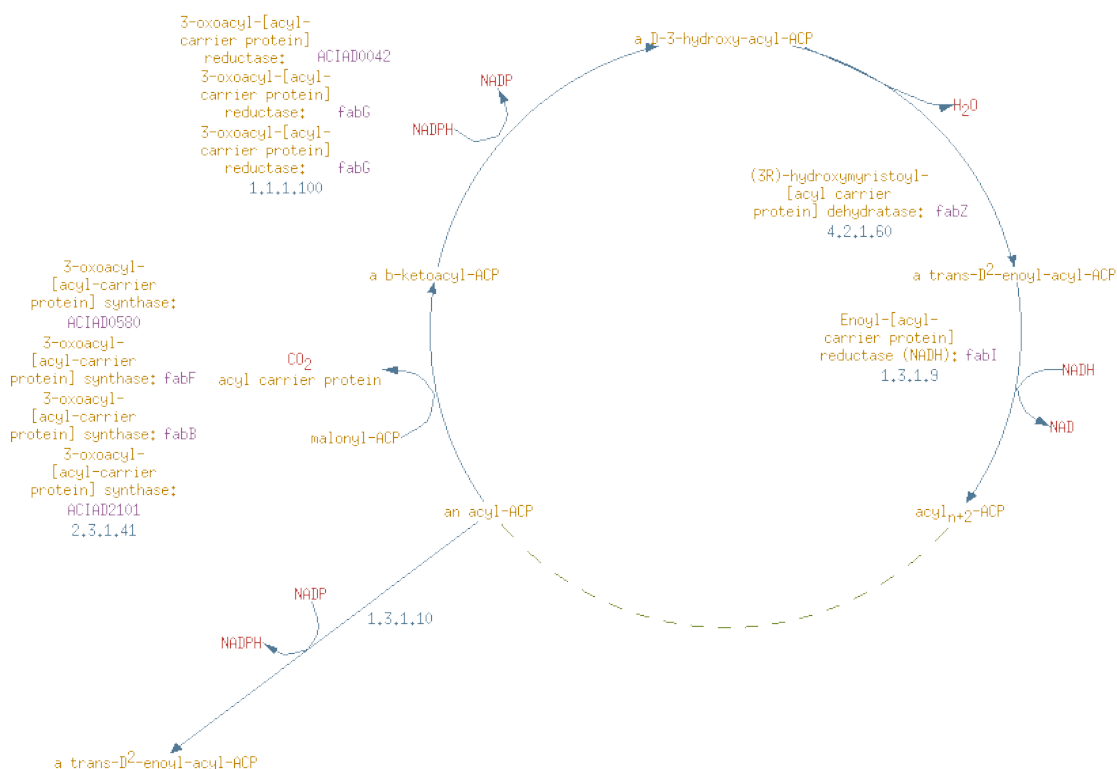 3-oxoacyl-[acyl-
carrier protein]
reductase: ACIAD0042
3-oxoacyl-[acyl-
carrier protein]
reductase: fabG
3-oxoacyl-[acyl-
carrier protein]
reductase: fabG
1.1.1.100
a D-3-hydroxy-acyl-ACP
NADP
NADPH
H2O
(3R)-hydroxymyristoyl-
[acyl carrier
protein] dehydratase: fabZ
4.2.1.60
a b-ketoacyl-ACP
a trans-D2-enoyl-acyl-ACP
3-oxoacyl-
[acyl-carrier
protein] synthase:
ACIAD0580
3-oxoacyl-
[acyl-carrier
protein] synthase: fabF
3-oxoacyl-
[acyl-carrier
protein] synthase: fabB
3-oxoacyl-
[acyl-carrier
protein] synthase:
ACIAD2101
2.3.1.41
CO2
acyl carrier protein
malonyl-ACP
Enoyl-[acyl-
carrier protein]
reductase (NADH): fabI
1.3.1.9
NADH
NAD
an acyl-ACP
acyln+2-ACP
NADP
1.3.1.10
NADPH
a trans-D2-enoyl-acyl-ACP